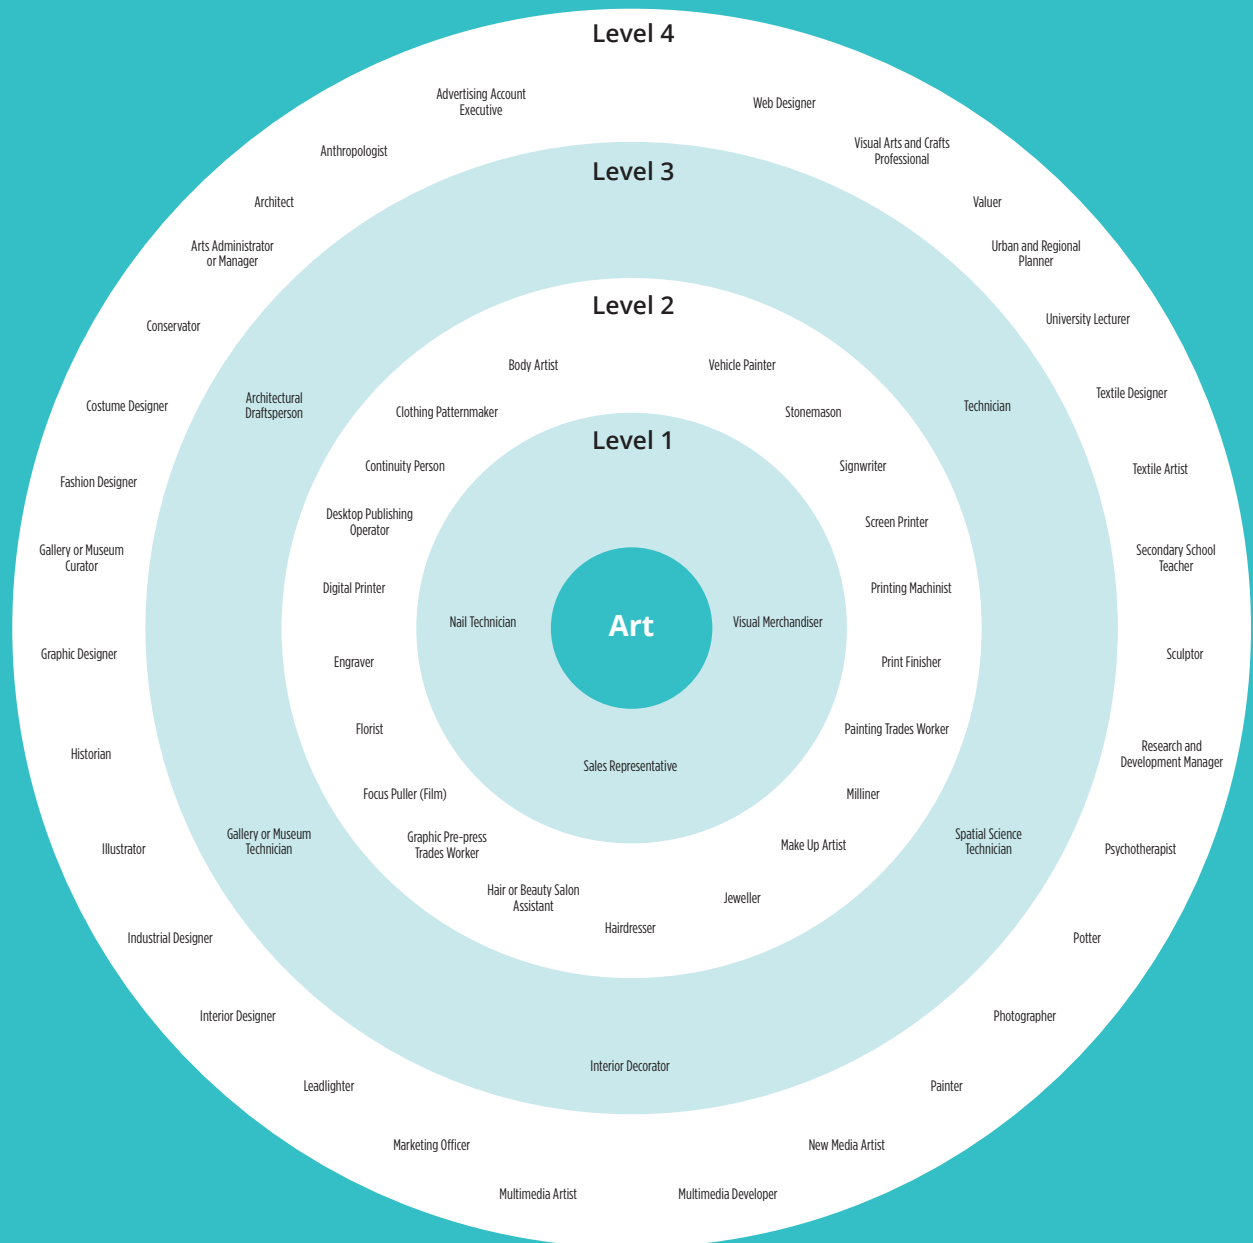 Level 4
Advertising Account
Executive
Web Designer
Anthropologist
Visual Arts and Crafts
Professional
Architect
Valuer
Arts Administrator
or Manager
Urban and Regional
Planner
Conservator
University Lecturer
Costume Designer
Textile Designer
Fashion Designer
Textile Artist
Gallery or Museum
Curator
Secondary School
Teacher
Graphic Designer
Sculptor
Historian
Research and
Development Manager
Illustrator
Psychotherapist
Industrial Designer
Potter
Interior Designer
Photographer
Leadlighter
Painter
Marketing Officer
New Media Artist
Multimedia Artist
Multimedia Developer
Level 3
Architectural
Draftsperson
Technician
Gallery or Museum
Technician
Spatial Science
Technician
Interior Decorator
Level 2
Body Artist
Vehicle Painter
Clothing Patternmaker
Stonemason
Continuity Person
Signwriter
Desktop Publishing
Operator
Screen Printer
Digital Printer
Printing Machinist
Engraver
Print Finisher
Florist
Painting Trades Worker
Focus Puller (Film)
Milliner
Graphic Pre-press
Trades Worker
Make Up Artist
Hair or Beauty Salon
Assistant
Jeweller
Hairdresser
Level 1
Nail Technician
Visual Merchandiser
Sales Representative
Art